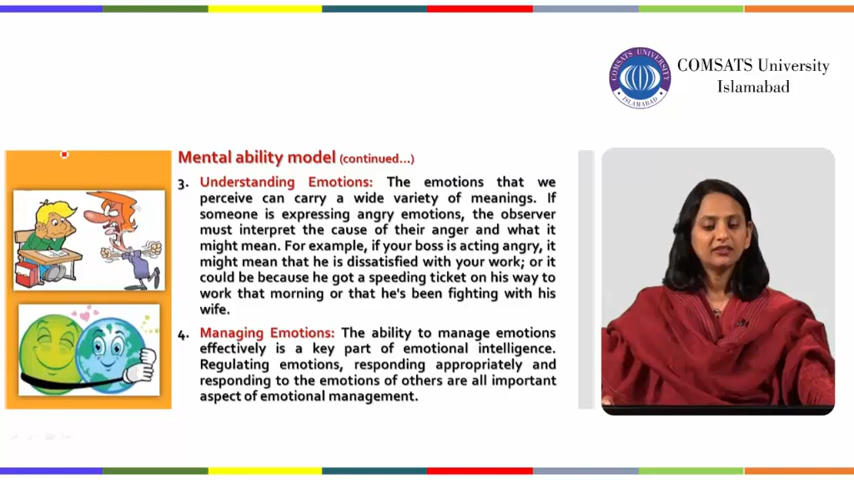 COMSATS University
Islamabad
COMSATS UNIVERSITY
ISLAMABAD
Mental ability model (continued...)
3. Understanding Emotions: The emotions that we
perceive can carry a wide variety of meanings. If
someone is expressing angry emotions, the observer
must interpret the cause of their anger and what it
might mean. For example, if your boss is acting angry, it
might mean that he is dissatisfied with your work; or it
could be because he got a speeding ticket on his way to
work that morning or that he's been fighting with his
wife.
4. Managing Emotions: The ability to manage emotions
effectively is a key part of emotional intelligence.
Regulating emotions, responding appropriately and
responding to the emotions of others are all important
aspect of emotional management.